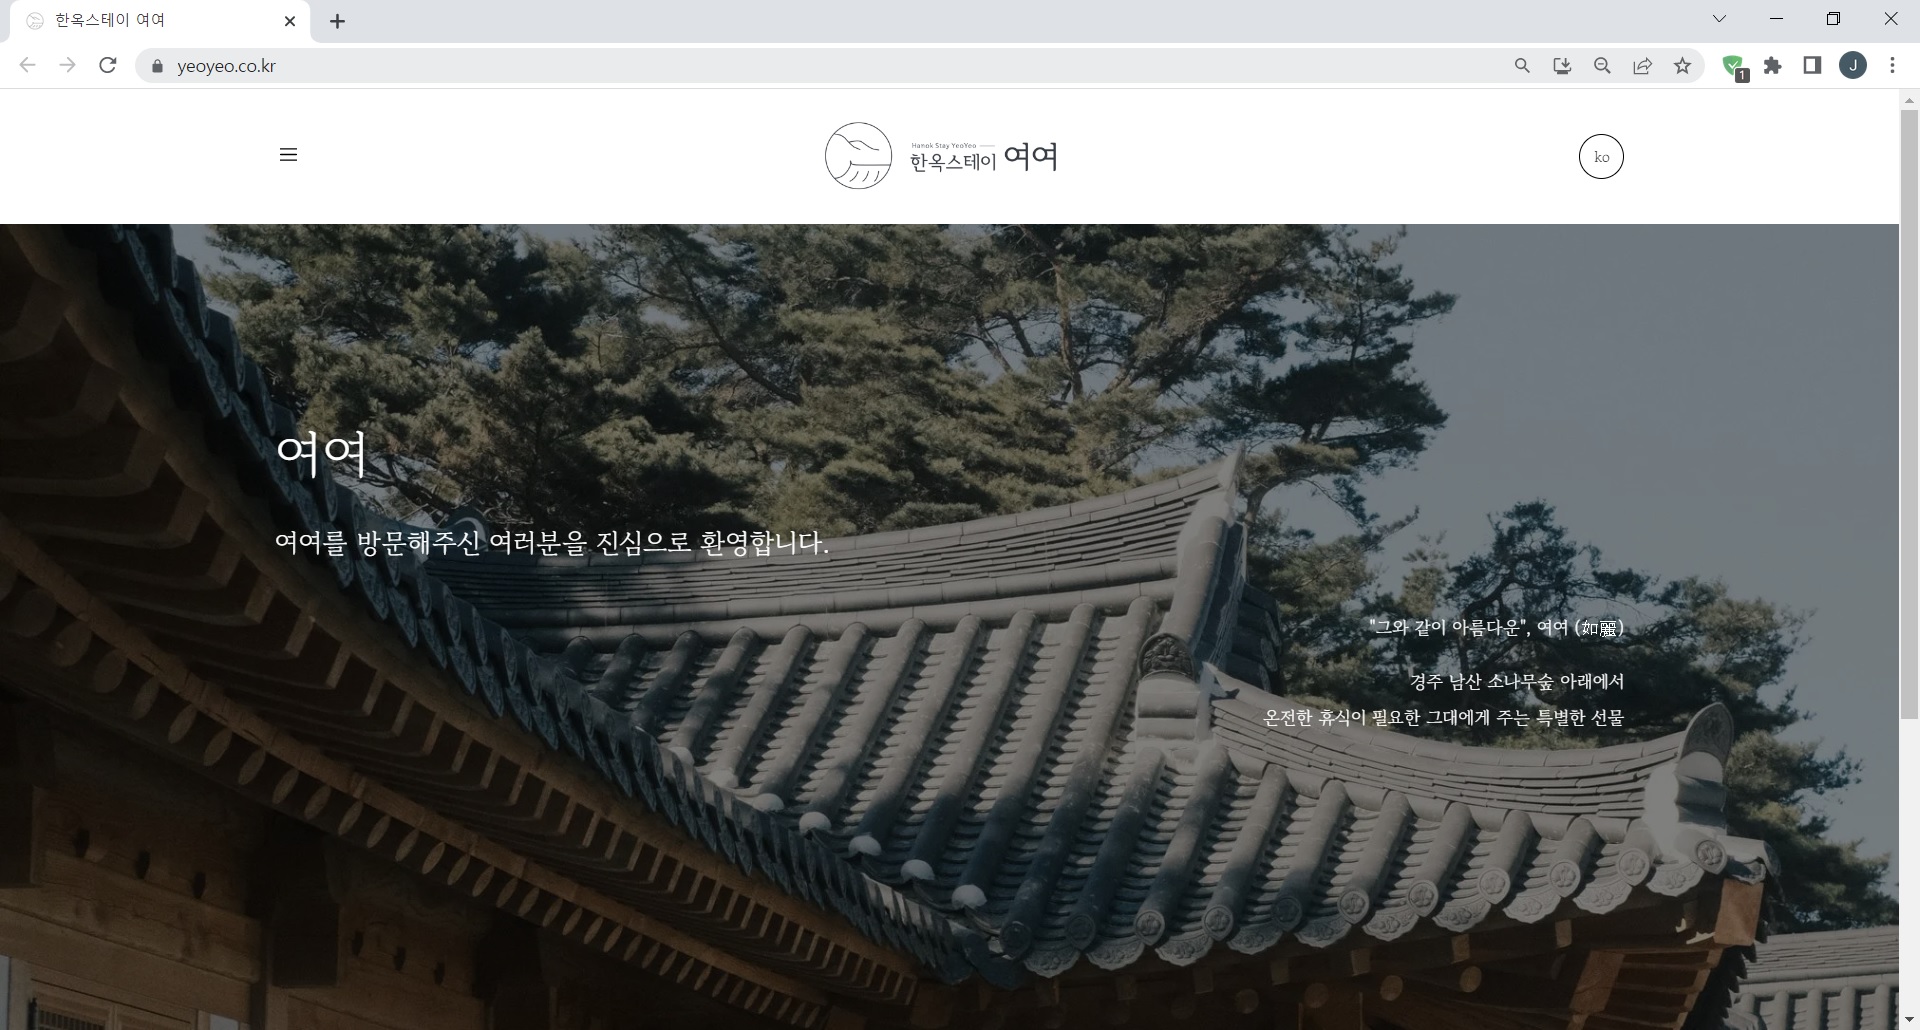 한옥스테이 여여
yeoyeo.co.kr
1
J
Hanok Stay YeoYeo
한옥스테이 여여
ko
여여
여여를 방문해주신 여러분을 진심으로 환영합니다.
"그와 같이 아름다운", 여여 (如麗)
경주 남산 소나무숲 아래에서
온전한 휴식이 필요한 그대에게 주는 특별한 선물